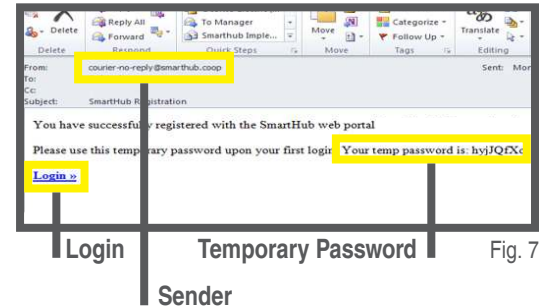 Reply All
To Manager
Categorize
Delete
Forward
Smarthub Imple...
Move
Follow Up
Translate
Delete
Respond
Quick Steps
Move
Tags
Editing
From: courier-no-reply@smarthub.coop Sent: Mon
To:
Cc:
Subject: SmartHub Registration
You have successfully registered with the SmartHub web portal
Please use this temporary password upon your first login Your temp password is: hyjJQfXc
Login »
Login Temporary Password Fig. 7
Sender